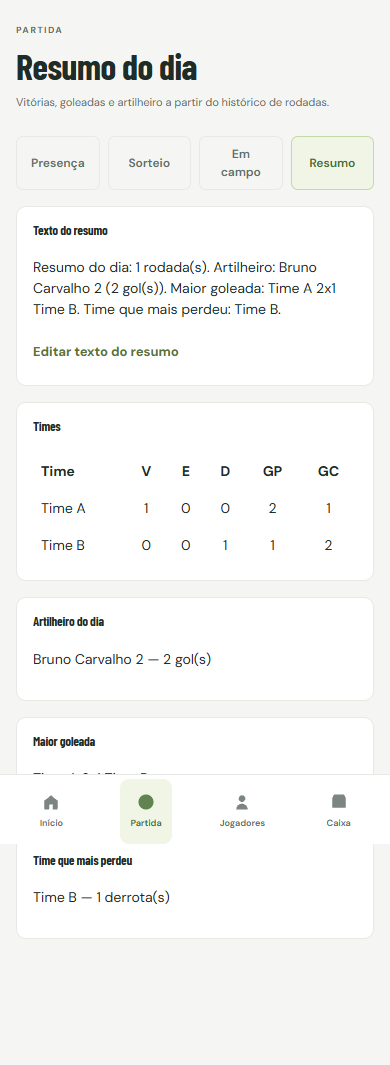 PARTIDA
Resumo do dia
Vitórias, goleadas e artilheiro a partir do histórico de rodadas.
Presença
Sorteio
Em
campo
Resumo
Texto do resumo
Resumo do dia: 1 rodada(s). Artilheiro: Bruno
Carvalho 2 (2 gol(s)). Maior goleada: Time A 2x1
Time B. Time que mais perdeu: Time B.
Editar texto do resumo
Times
Time V E D GP GC
Time A 1 0 0 2 1
Time B 0 0 1 1 2
Artilheiro do dia
Bruno Carvalho 2 — 2 gol(s)
Maior goleada
Início
Partida
Jogadores
Caixa
Time que mais perdeu
Time B — 1 derrota(s)